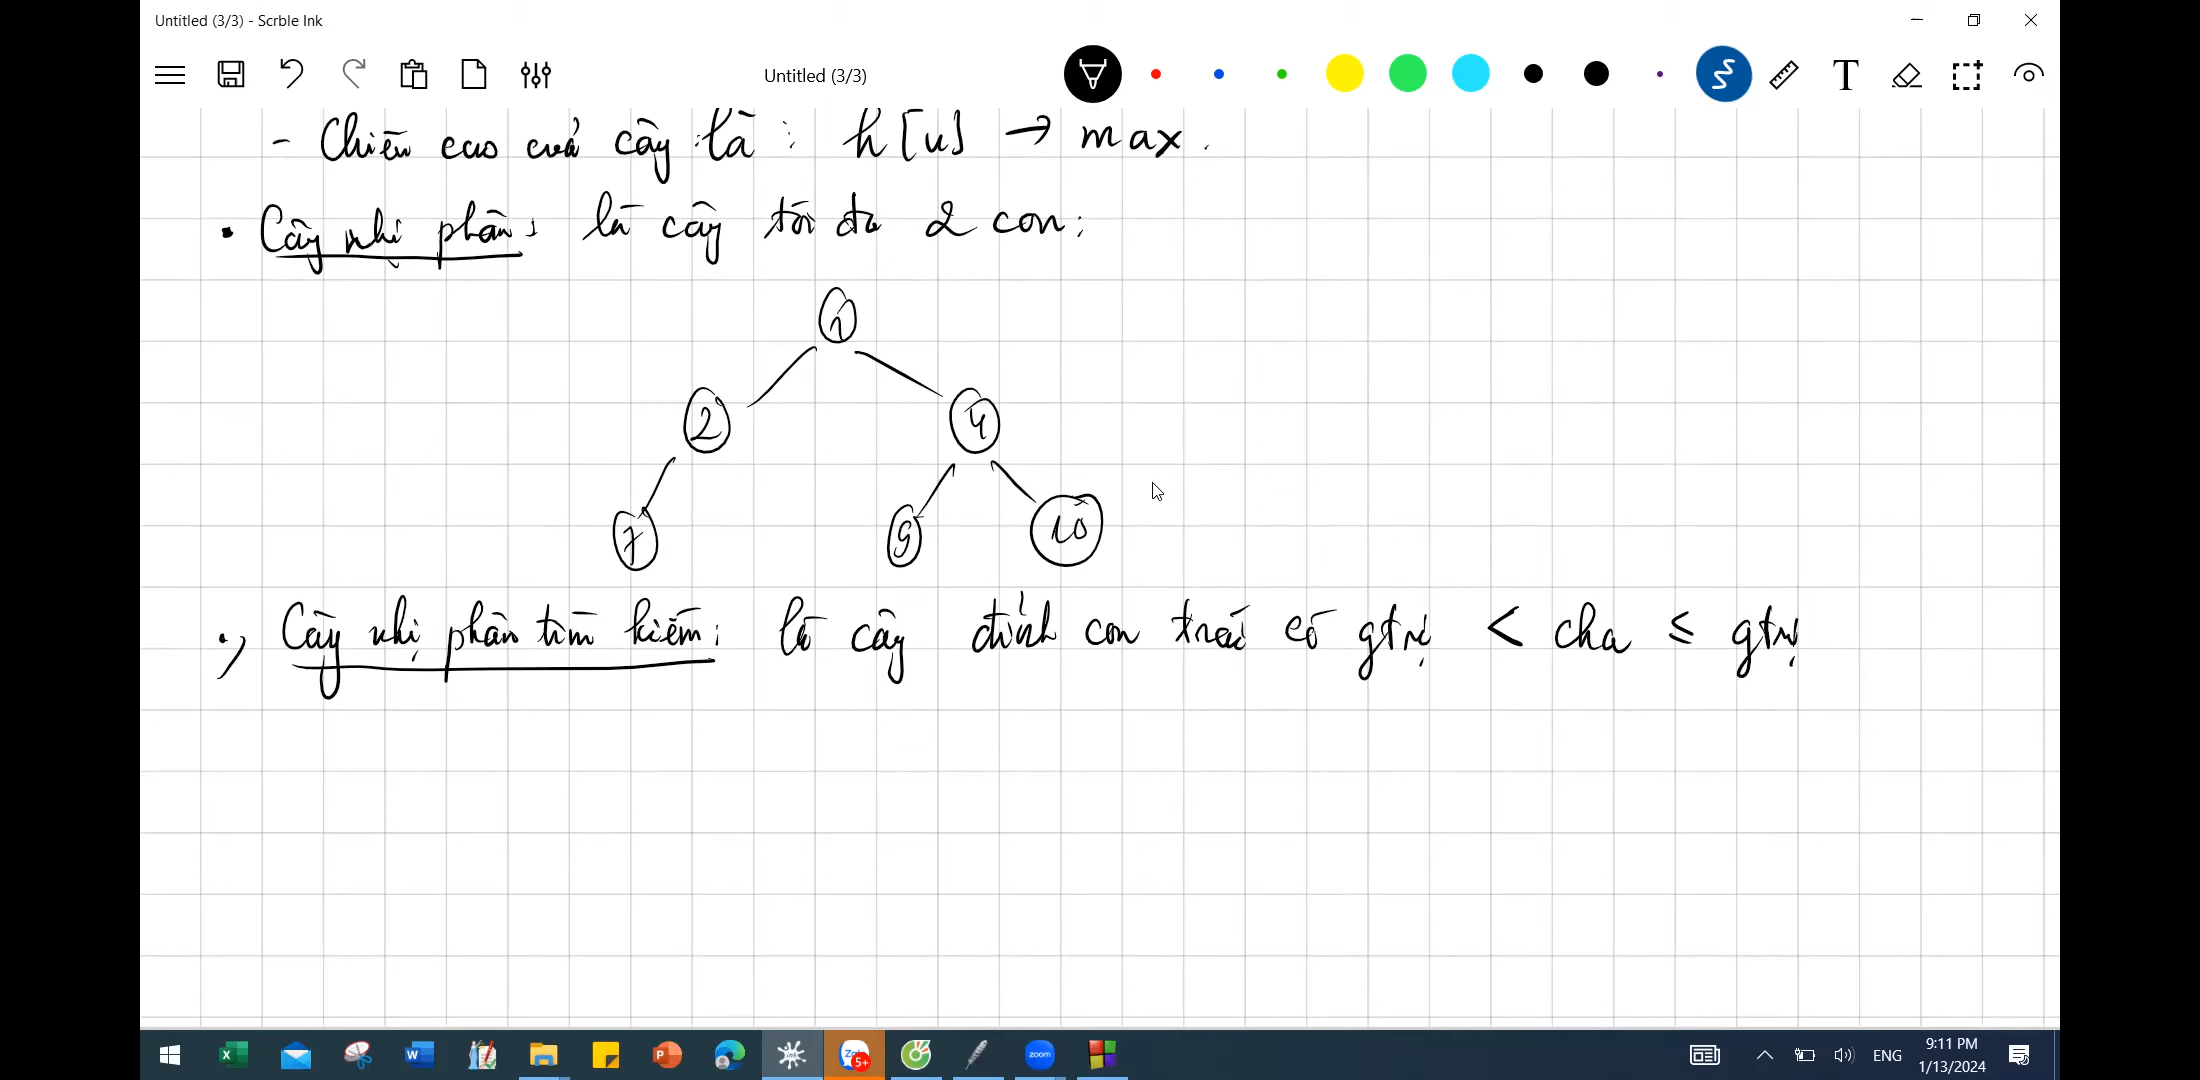 Untitled (3/3) - Scrble Ink
Untitled (3/3)
T
- Chiều cao của cây là : h[u] → max.
• Cây nhị phân: là cây tối đa 2 con:
1
2 4
7 9 10
Cây nhị phân tìm kiếm: là cây đỉnh con trái có gtrị < cha ≤ gtrị
5+
zoom
ENG
9:11 PM
1/13/2024